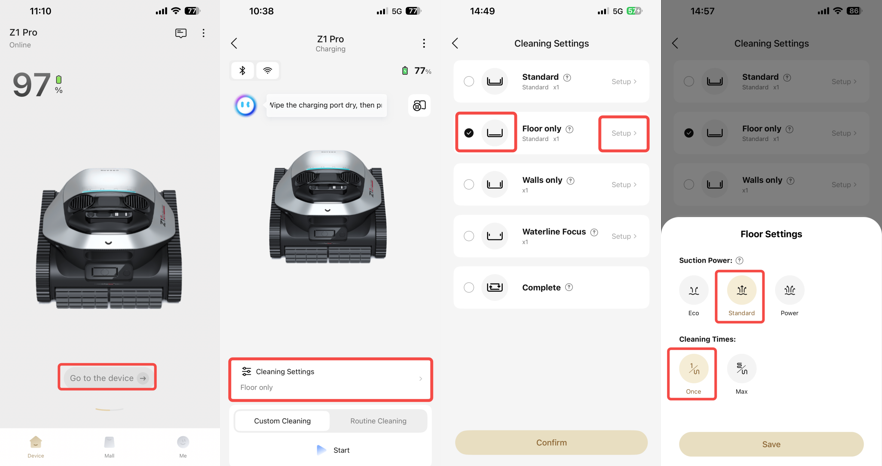 11:10
77
Z1 Pro
Online
97
%
Go to the device
Device
Mall
Me
10:38
5G
77
Z1 Pro
Charging
77%
Wipe the charging port dry, then p
Cleaning Settings
Floor only
Custom Cleaning
Routine Cleaning
Start
14:49
5G
Cleaning Settings
Standard ?
Standard x1
Setup >
Floor only ?
Standard x1
Setup >
Walls only ?
x1
Setup >
Waterline Focus ?
x1
Setup >
Complete ?
Confirm
14:57
86
Cleaning Settings
Standard ?
Standard x1
Setup >
Floor only ?
Standard x1
Setup >
Walls only ?
x1
Setup >
Floor Settings
Suction Power: ?
Eco
Standard
Power
Cleaning Times:
Once
Max
Save